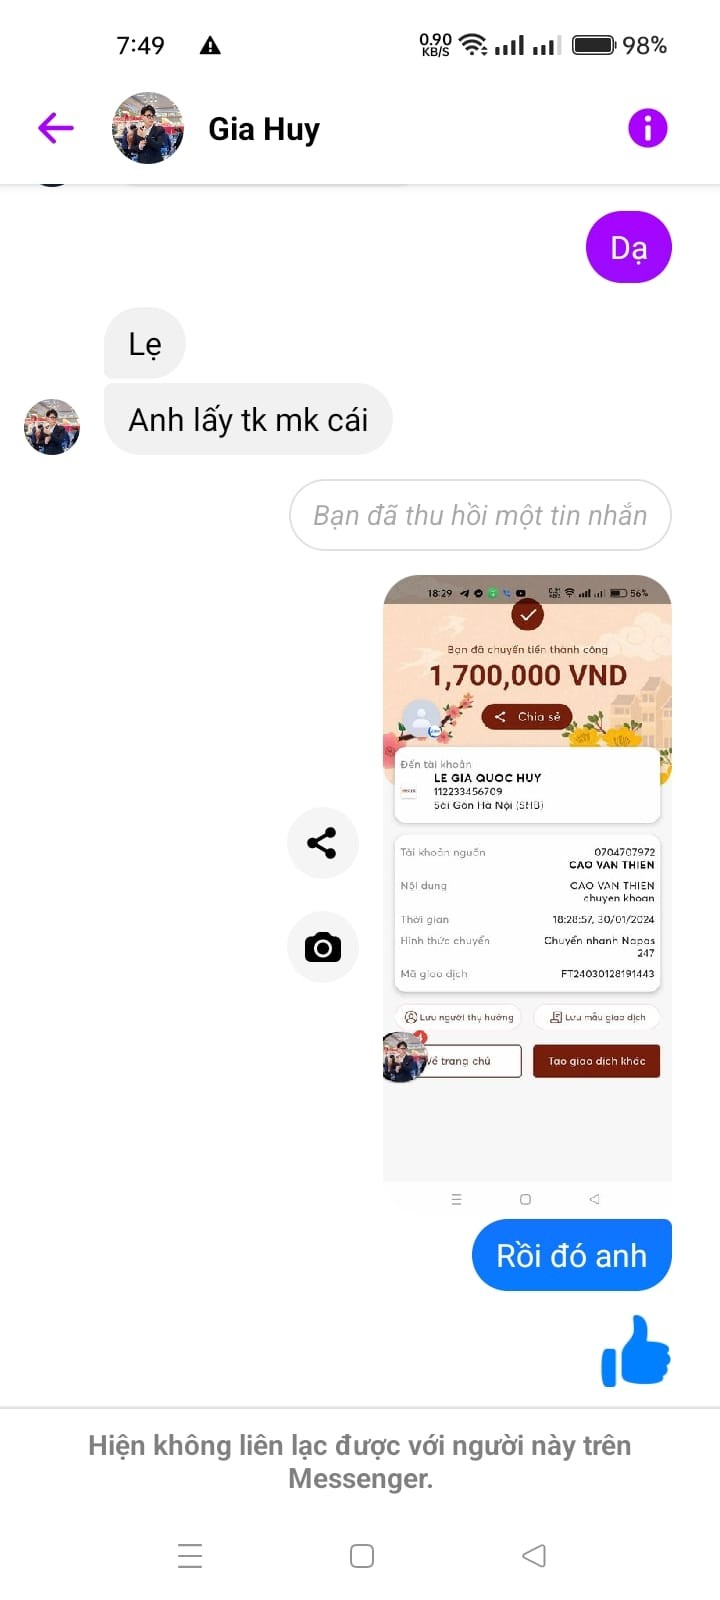 7:49
0.90
KB/S
98%
Gia Huy
Dạ
Lẹ
Anh lấy tk mk cái
Bạn đã thu hồi một tin nhắn
18:29
56%
Bạn đã chuyển tiền thành công
1,700,000 VND
Chia sẻ
Đến tài khoản
LE GIA QUOC HUY
112233456709
Sài Gòn Hà Nội (SHB)
Tài khoản nguồn
0704707972
CAO VAN THIEN
Nội dung
CAO VAN THIEN
chuyen khoan
Thời gian
18:28:57, 30/01/2024
Hình thức chuyển
Chuyển nhanh Napas
247
Mã giao dịch
FT24030128191443
Lưu người thụ hưởng
Lưu mẫu giao dịch
Về trang chủ
Tạo giao dịch khác
Rồi đó anh
Hiện không liên lạc được với người này trên
Messenger.